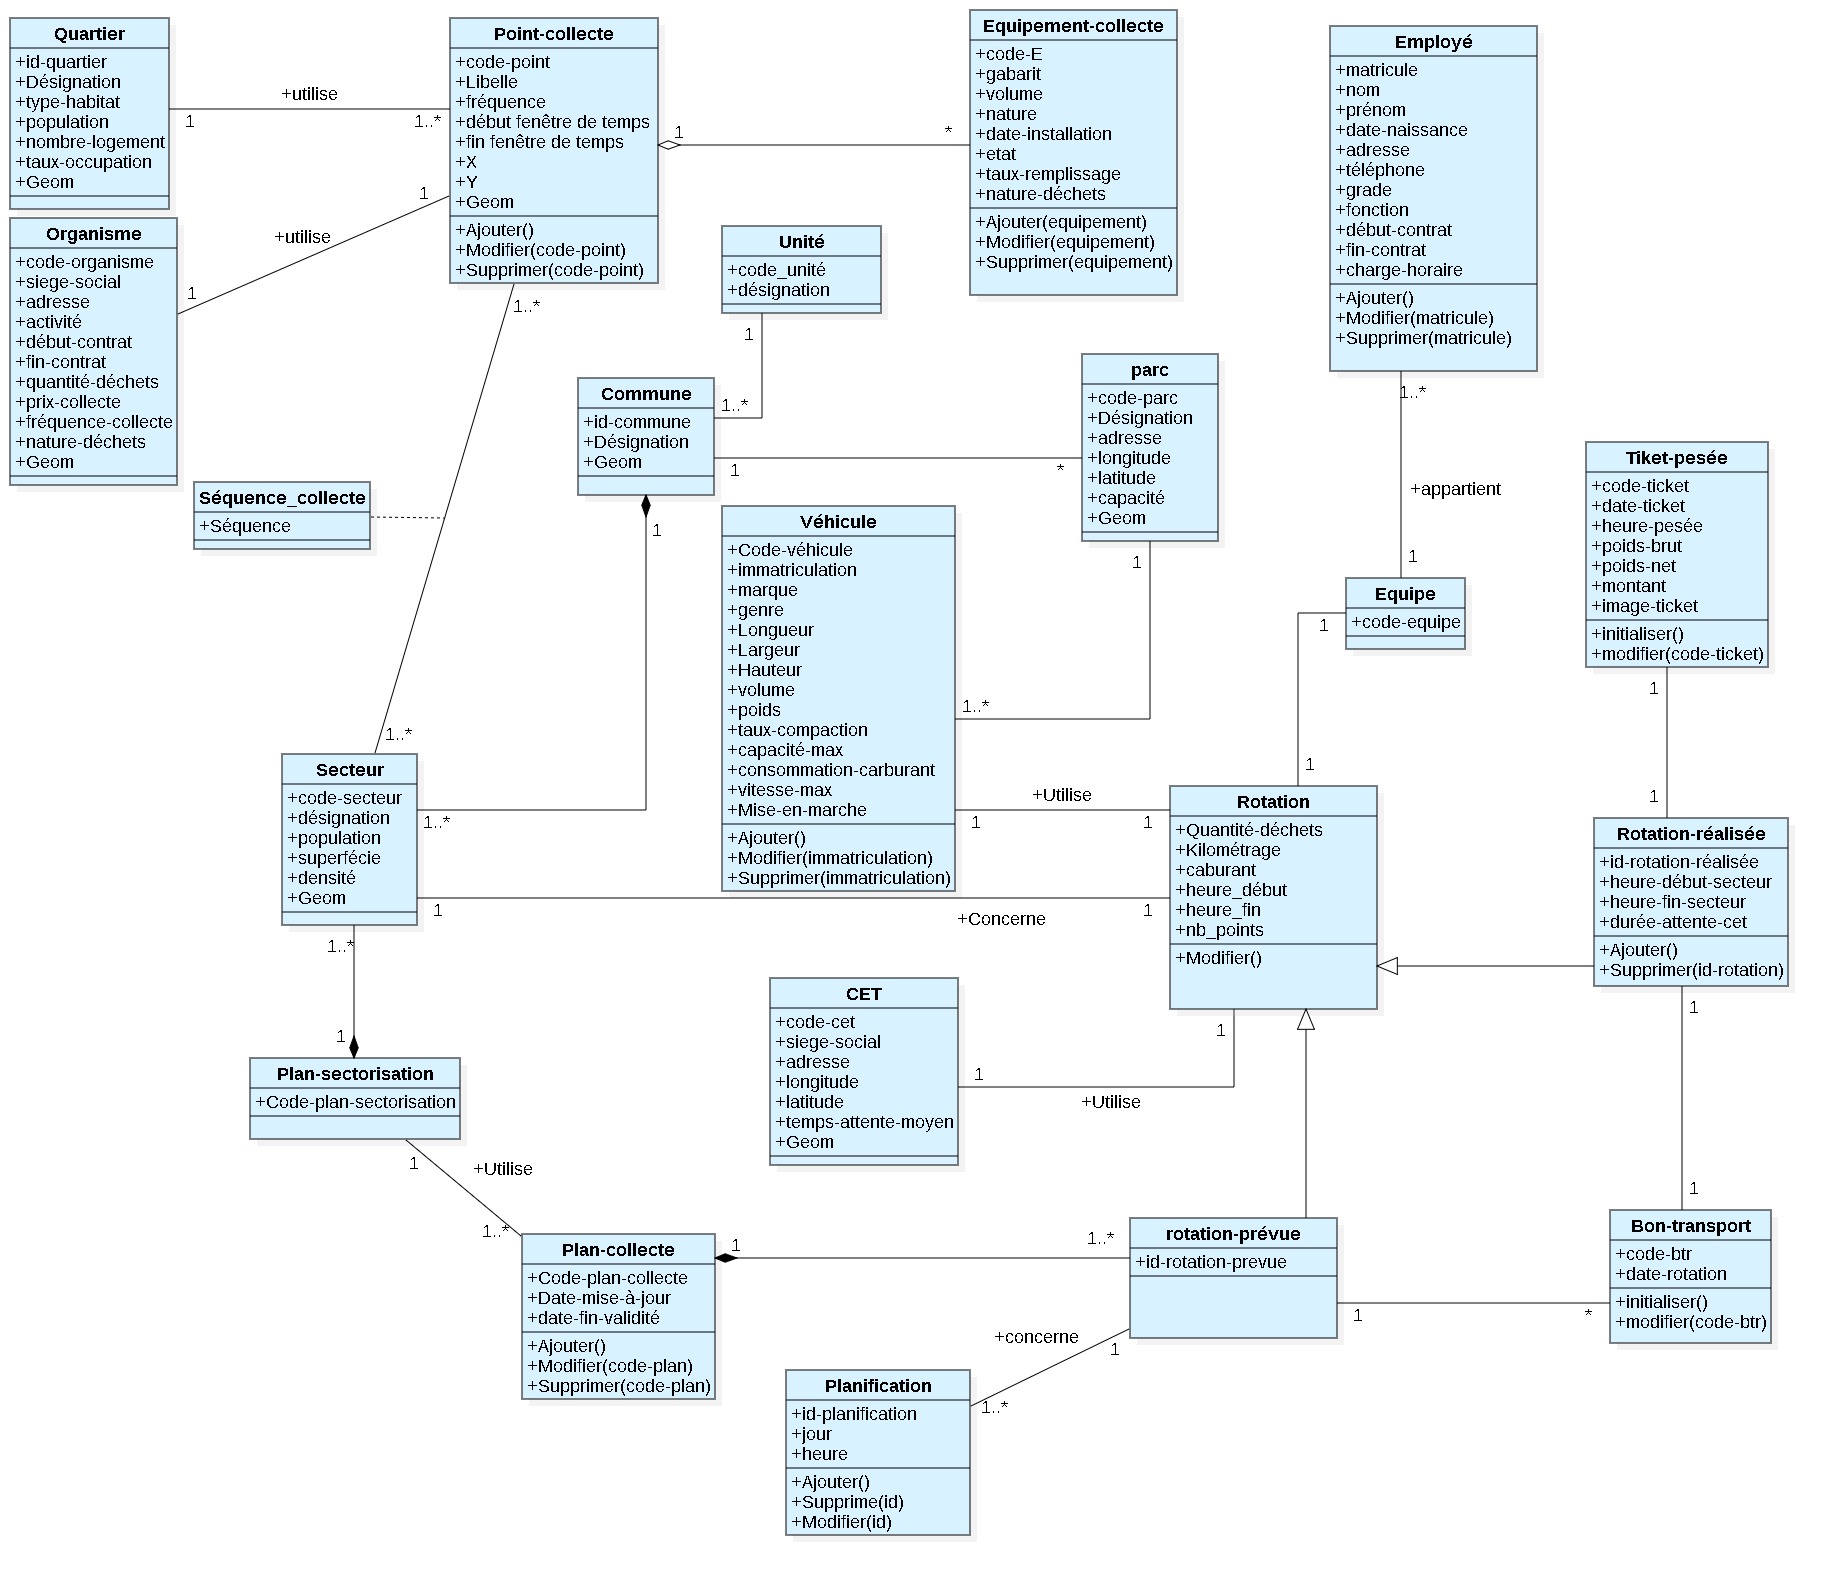 Quartier
+id-quartier
+Désignation
+type-habitat
+population
+nombre-logement
+taux-occupation
+Geom
+utilise
1
1..*
Point-collecte
+code-point
+Libelle
+fréquence
+début fenêtre de temps
+fin fenêtre de temps
+X
+Y
+Geom
+Ajouter()
+Modifier(code-point)
+Supprimer(code-point)
1
*
Equipement-collecte
+code-E
+gabarit
+volume
+nature
+date-installation
+etat
+taux-remplissage
+nature-déchets
+Ajouter(equipement)
+Modifier(equipement)
+Supprimer(equipement)
Employé
+matricule
+nom
+prénom
+date-naissance
+adresse
+téléphone
+grade
+fonction
+début-contrat
+fin-contrat
+charge-horaire
+Ajouter()
+Modifier(matricule)
+Supprimer(matricule)
1..*
+appartient
1
Organisme
+code-organisme
+siege-social
+adresse
+activité
+début-contrat
+fin-contrat
+quantité-déchets
+prix-collecte
+fréquence-collecte
+nature-déchets
+Geom
1
+utilise
1
1..*
Unité
+code_unité
+désignation
1
1..*
Commune
+id-commune
+Désignation
+Geom
1
*
1
parc
+code-parc
+Désignation
+adresse
+longitude
+latitude
+capacité
+Geom
1
1..*
Séquence_collecte
+Séquence
Véhicule
+Code-véhicule
+immatriculation
+marque
+genre
+Longueur
+Largeur
+Hauteur
+volume
+poids
+taux-compaction
+capacité-max
+consommation-carburant
+vitesse-max
+Mise-en-marche
+Ajouter()
+Modifier(immatriculation)
+Supprimer(immatriculation)
Equipe
+code-equipe
1
1
Tiket-pesée
+code-ticket
+date-ticket
+heure-pesée
+poids-brut
+poids-net
+montant
+image-ticket
+initialiser()
+modifier(code-ticket)
1
1
1..*
Secteur
+code-secteur
+désignation
+population
+superfécie
+densité
+Geom
1..*
1
+Concerne
1
+Utilise
1
1
Rotation
+Quantité-déchets
+Kilométrage
+caburant
+heure_début
+heure_fin
+nb_points
+Modifier()
Rotation-réalisée
+id-rotation-réalisée
+heure-début-secteur
+heure-fin-secteur
+durée-attente-cet
+Ajouter()
+Supprimer(id-rotation)
1
1
1..*
1
CET
+code-cet
+siege-social
+adresse
+longitude
+latitude
+temps-attente-moyen
+Geom
1
+Utilise
1
Plan-sectorisation
+Code-plan-sectorisation
1
+Utilise
1..*
Plan-collecte
+Code-plan-collecte
+Date-mise-à-jour
+date-fin-validité
+Ajouter()
+Modifier(code-plan)
+Supprimer(code-plan)
1
1..*
rotation-prévue
+id-rotation-prevue
1
*
Bon-transport
+code-btr
+date-rotation
+initialiser()
+modifier(code-btr)
+concerne
1
1..*
Planification
+id-planification
+jour
+heure
+Ajouter()
+Supprime(id)
+Modifier(id)